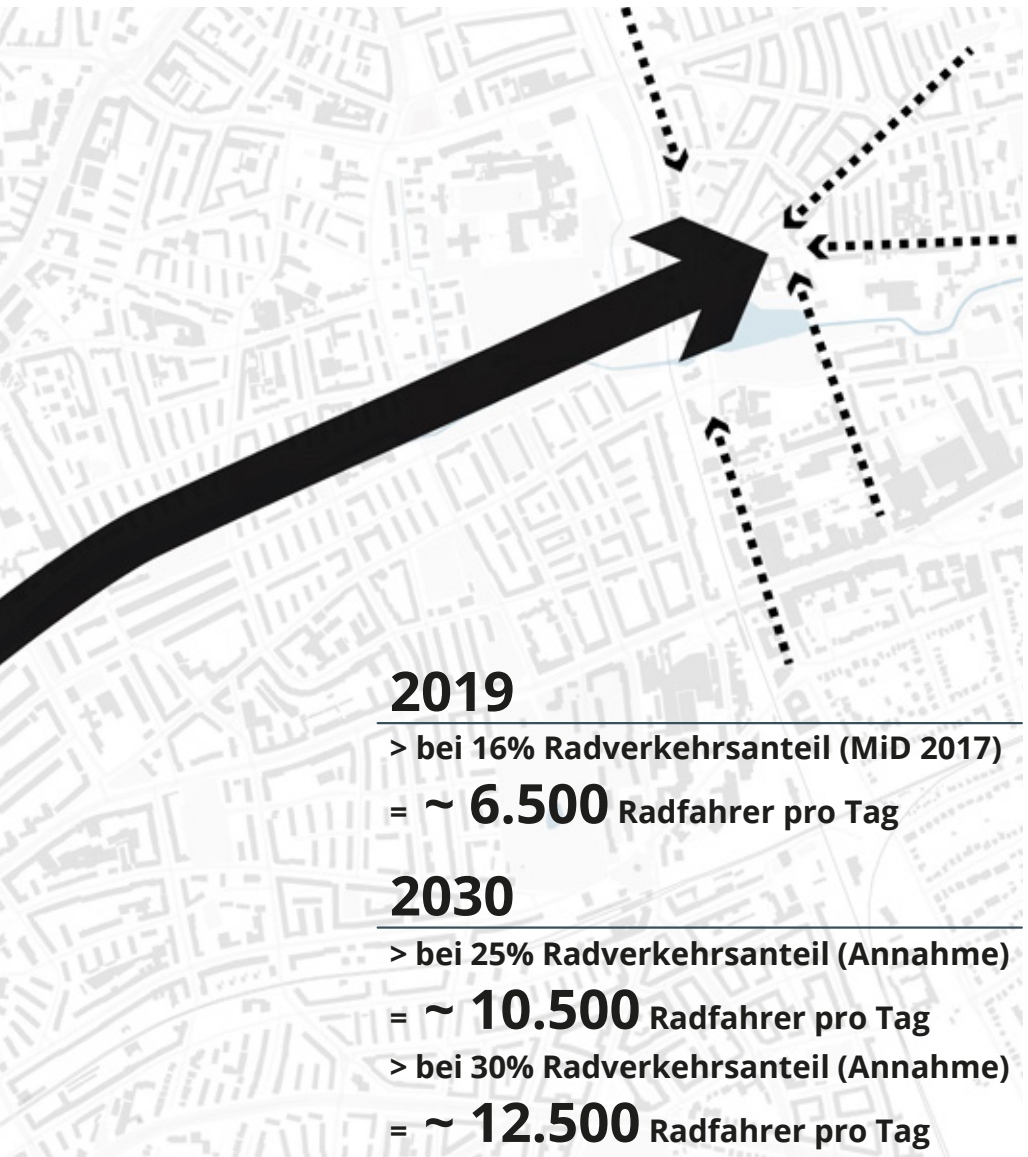 2019
> bei 16% Radverkehrsanteil (MiD 2017)
= ~ 6.500 Radfahrer pro Tag
2030
> bei 25% Radverkehrsanteil (Annahme)
= ~ 10.500 Radfahrer pro Tag
> bei 30% Radverkehrsanteil (Annahme)
= ~ 12.500 Radfahrer pro Tag